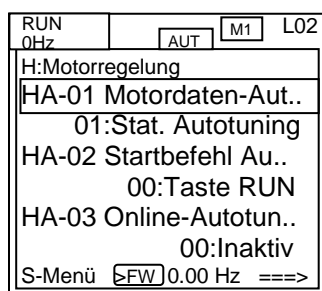 RUN
0Hz AUT M1 L02
H:Motorregelung
HA-01 Motordaten-Aut..
01:Stat. Autotuning
HA-02 Startbefehl Au..
00:Taste RUN
HA-03 Online-Autotun..
00:Inaktiv
S-Menü >FW 0.00 Hz ===>